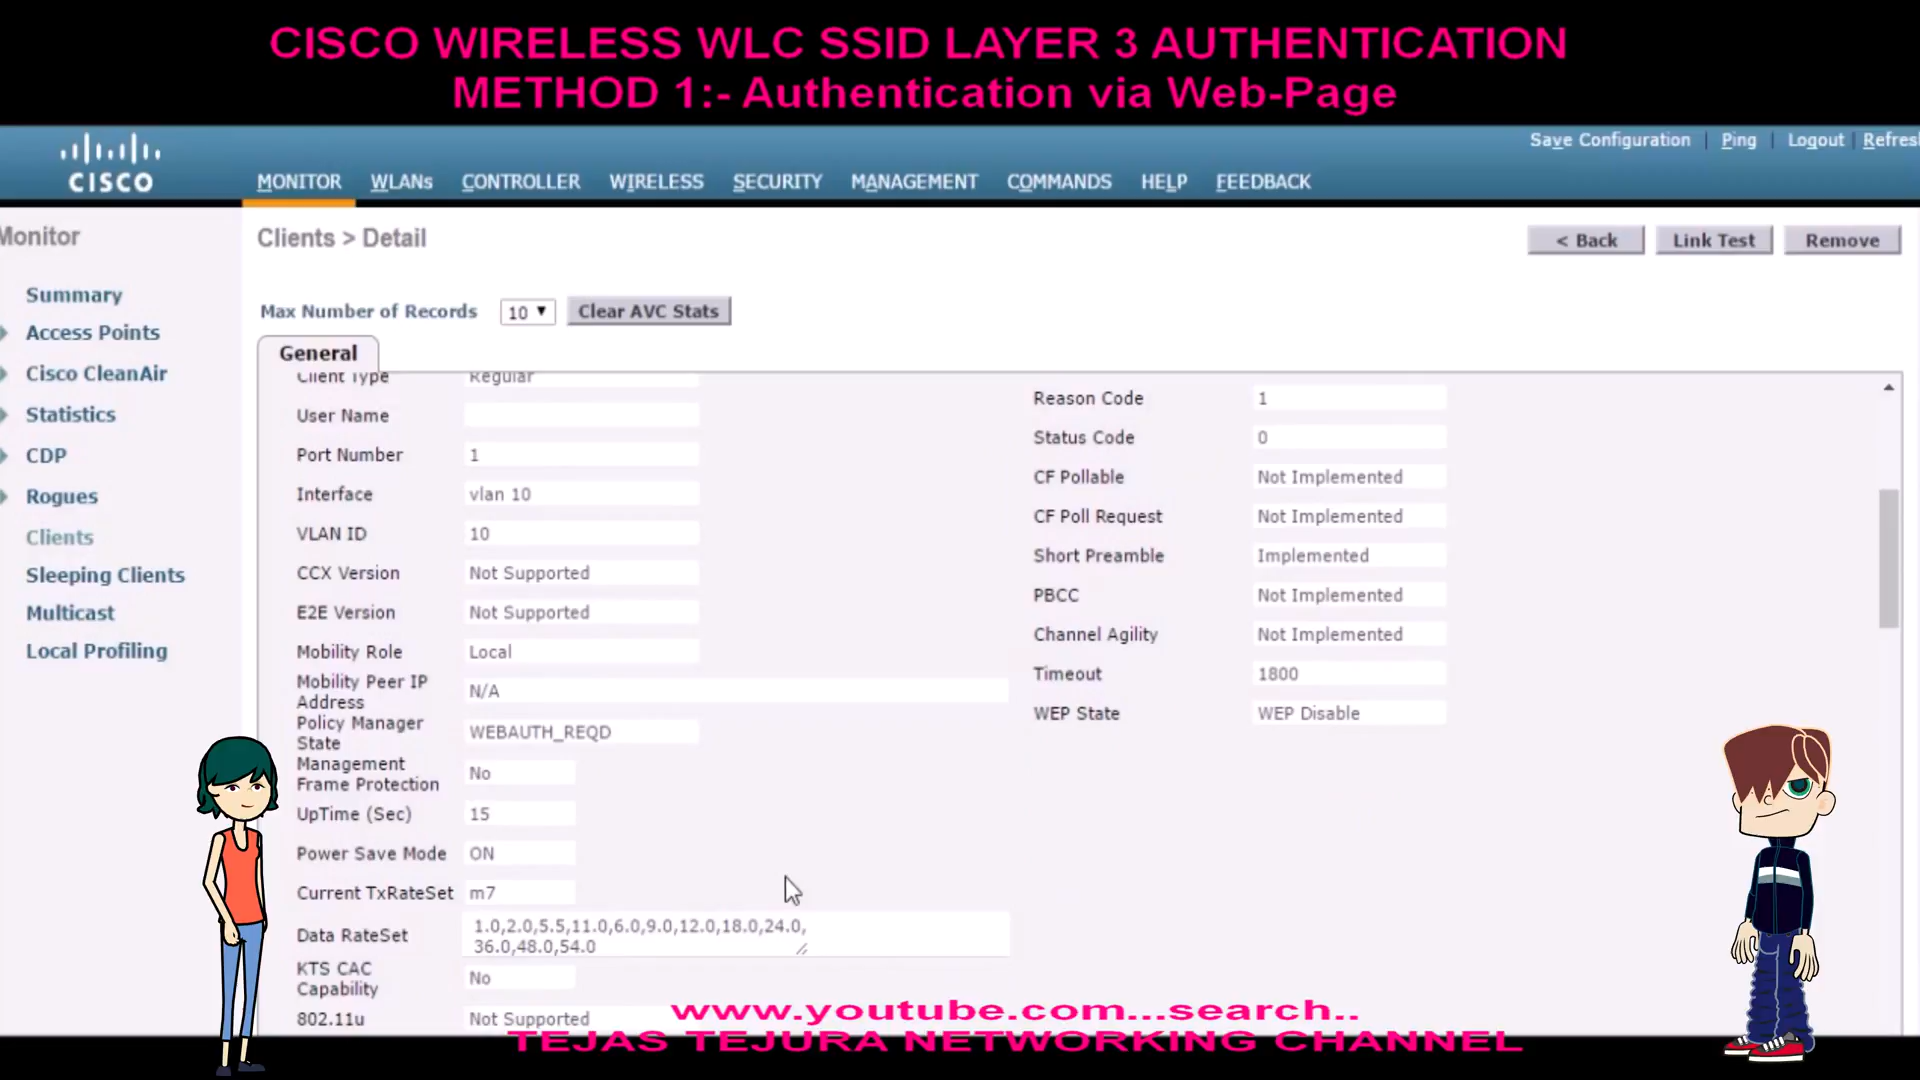 CISCO WIRELESS WLC SSID LAYER 3 AUTHENTICATION
METHOD 1:- Authentication via Web-Page
Save Configuration | Ping | Logout | Refresh
CISCO
MONITOR WLANs CONTROLLER WIRELESS SECURITY MANAGEMENT COMMANDS HELP FEEDBACK
Monitor
Summary
Access Points
Cisco CleanAir
Statistics
CDP
Rogues
Clients
Sleeping Clients
Multicast
Local Profiling
Clients > Detail
< Back Link Test Remove
Max Number of Records 10 Clear AVC Stats
General
Client Type Regular
User Name
Port Number 1
Interface vlan 10
VLAN ID 10
CCX Version Not Supported
E2E Version Not Supported
Mobility Role Local
Mobility Peer IP
Address N/A
Policy Manager
State WEBAUTH_REQD
Management
Frame Protection No
UpTime (Sec) 15
Power Save Mode ON
Current TxRateSet m7
Data RateSet 1.0,2.0,5.5,11.0,6.0,9.0,12.0,18.0,24.0,
36.0,48.0,54.0
KTS CAC
Capability No
802.11u Not Supported
Reason Code 1
Status Code 0
CF Pollable Not Implemented
CF Poll Request Not Implemented
Short Preamble Implemented
PBCC Not Implemented
Channel Agility Not Implemented
Timeout 1800
WEP State WEP Disable
www.youtube.com...search..
TEJAS TEJURA NETWORKING CHANNEL